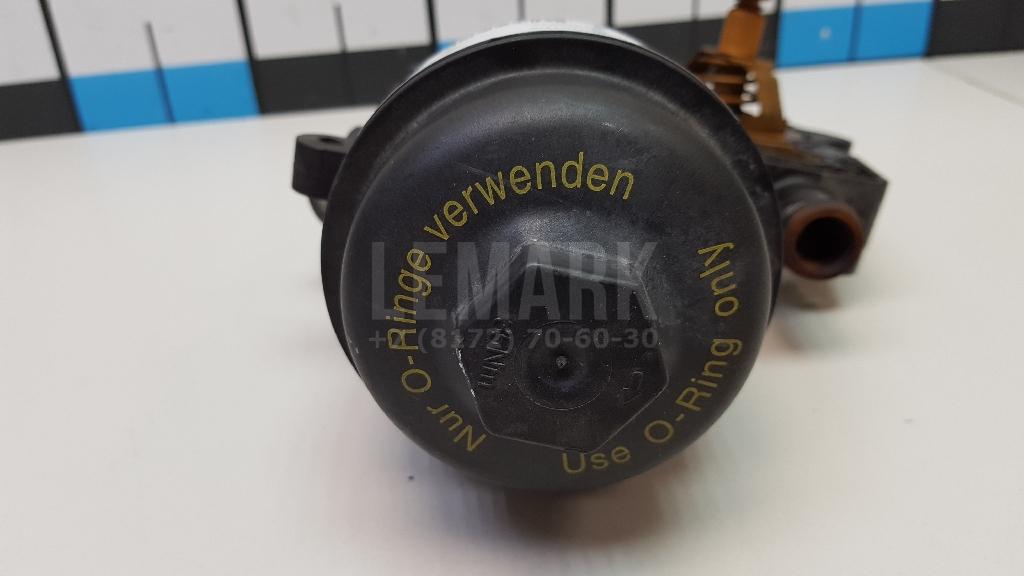 Nur O-Ringe verwenden
Use O-Ring only
LEMARK
+7 (8172) 70-60-30